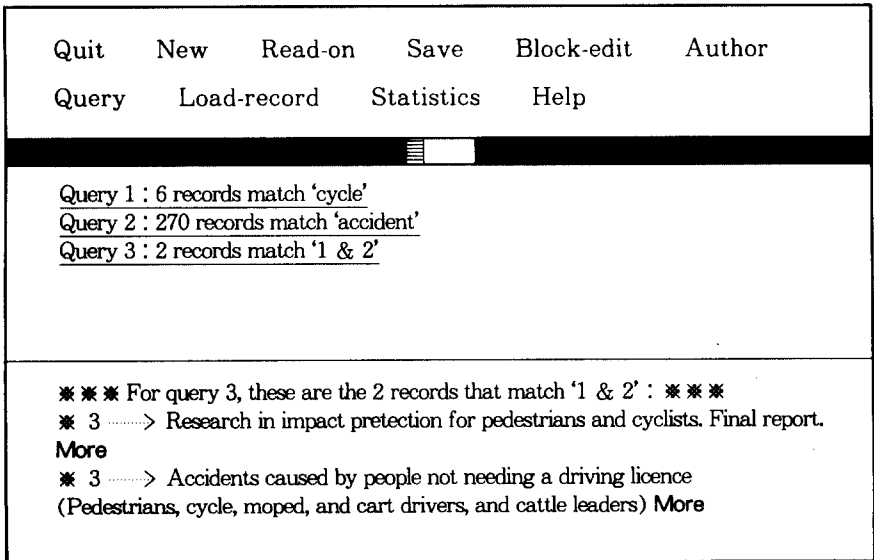 Quit New Read-on Save Block-edit Author
Query Load-record Statistics Help
Query 1 : 6 records match ‘cycle’
Query 2 : 270 records match ‘accident’
Query 3 : 2 records match ‘1 & 2’
※ ※ ※ For query 3, these are the 2 records that match ‘1 & 2’ : ※ ※ ※
※ 3 ········> Research in impact pretection for pedestrians and cyclists. Final report.
More
※ 3 ········> Accidents caused by people not needing a driving licence
(Pedestrians, cycle, moped, and cart drivers, and cattle leaders) More